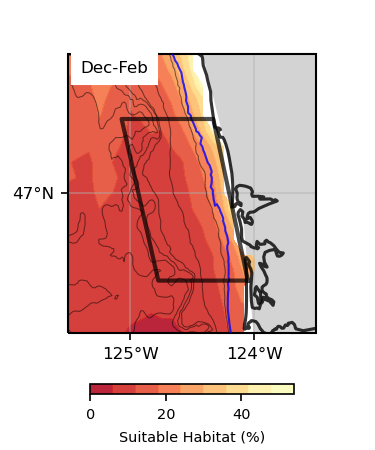 Dec-Feb
47°N
125°W 124°W
0 20 40
Suitable Habitat (%)